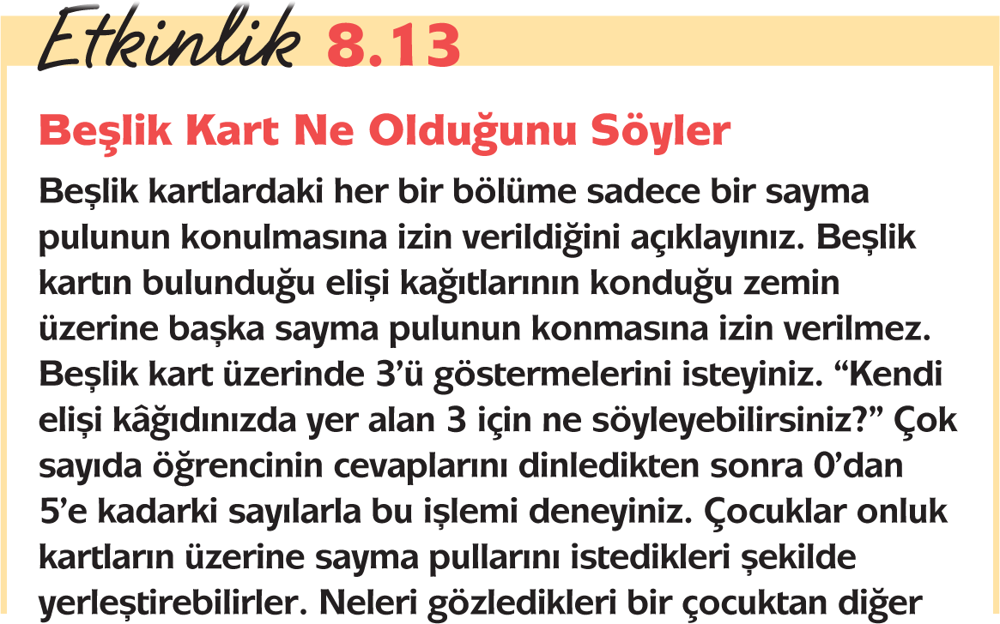 Etkinlik 8.13
Beşlik Kart Ne Olduğunu Söyler
Beşlik kartlardaki her bir bölüme sadece bir sayma
pulunun konulmasına izin verildiğini açıklayınız. Beşlik
kartın bulunduğu elişi kağıtlarının konduğu zemin
üzerine başka sayma pulunun konmasına izin verilmez.
Beşlik kart üzerinde 3’ü göstermelerini isteyiniz. “Kendi
elişi kâğıdınızda yer alan 3 için ne söyleyebilirsiniz?” Çok
sayıda öğrencinin cevaplarını dinledikten sonra 0’dan
5’e kadarki sayılarla bu işlemi deneyiniz. Çocuklar onluk
kartların üzerine sayma pullarını istedikleri şekilde
yerleştirebilirler. Neleri gözledikleri bir çocuktan diğer